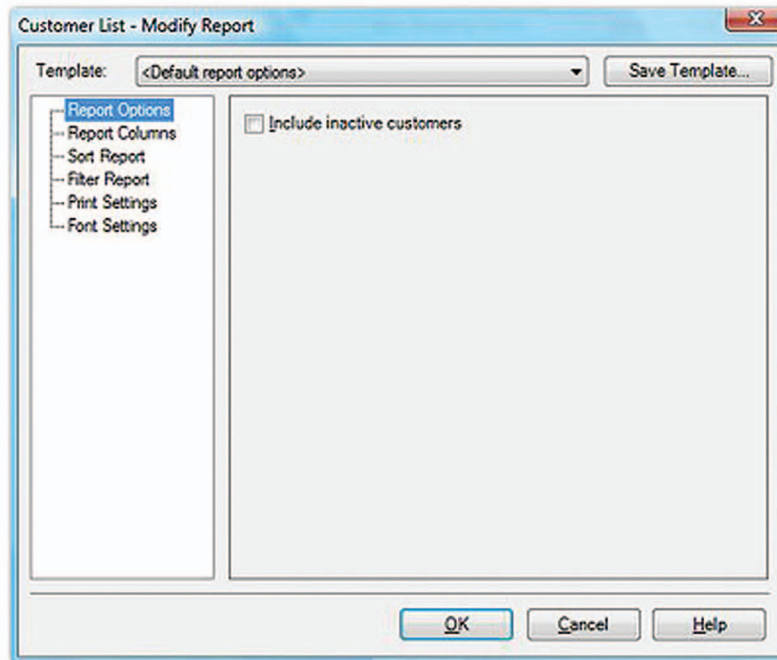 Customer List - Modify Report
Template: <Default report options> Save Template...
Report Options
Report Columns
Sort Report
Filter Report
Print Settings
Font Settings
Include inactive customers
OK Cancel Help